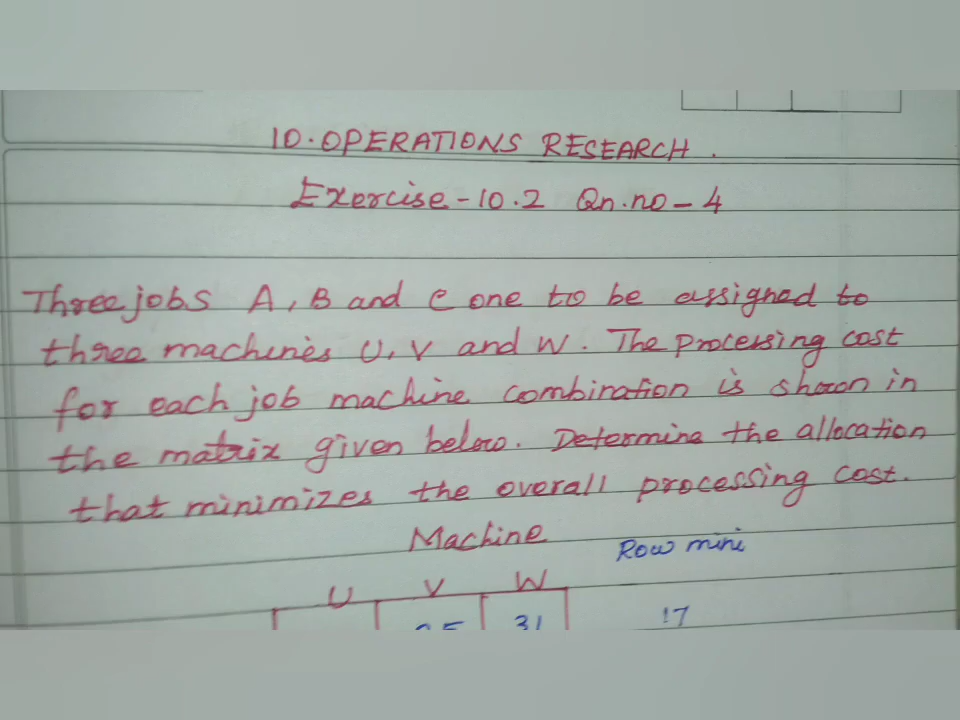 10. OPERATIONS RESEARCH.
Exercise - 10.2 Qn.no - 4
Three jobs A, B and C one to be assigned to
three machines U, V and W. The processing cost
for each job machine combination is shown in
the matrix given below. Determine the allocation
that minimizes the overall processing cost.
Machine Row mini
U V W
31 17